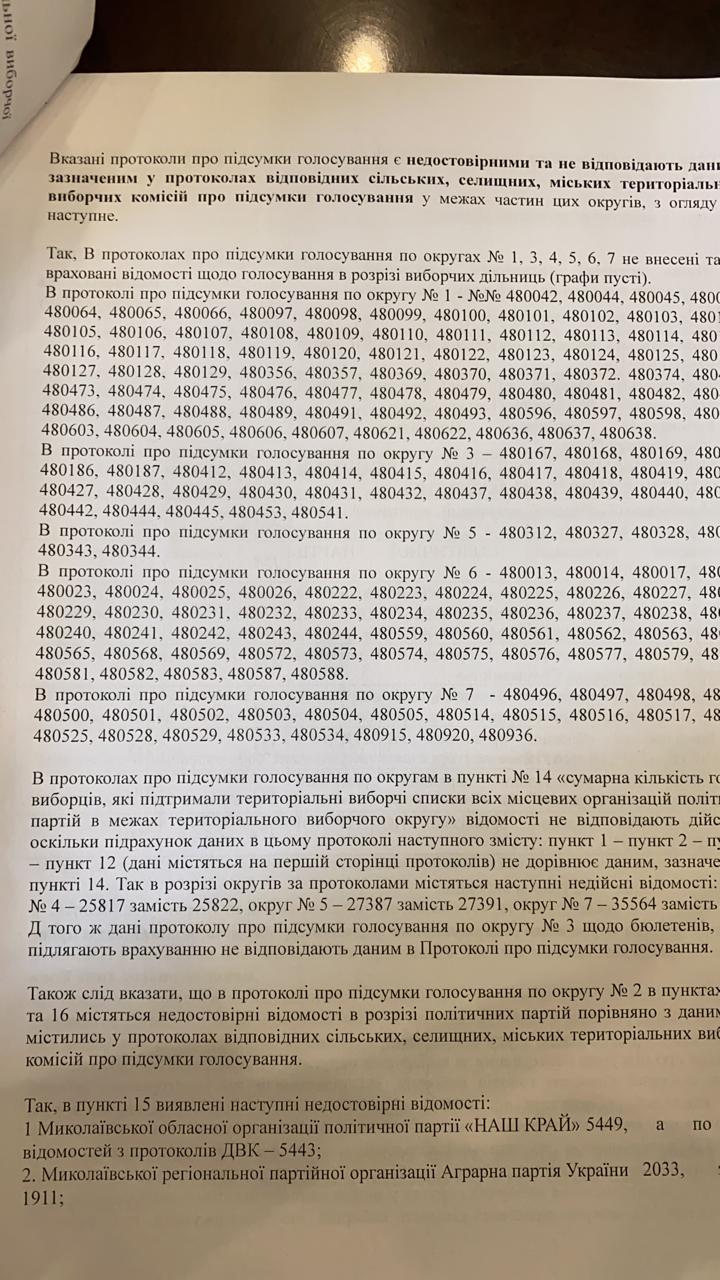 ьної виборчої
Вказані протоколи про підсумки голосування є недостовірними та не відповідають
зазначеним у протоколах відповідних сільських, селищних, міських
виборчих комісій про підсумки голосування у межах частин цих округів, з огляду
наступне.
Так, В протоколах про підсумки голосування по округах № 1, 3, 4, 5, 6, 7 не внесені
враховані відомості щодо голосування в розрізі виборчих дільниць (графи пусті).
В протоколі про підсумки голосування по округу № 1 - №№ 480042, 480044, 480045,
480064, 480065, 480066, 480097, 480098, 480099, 480100, 480101, 480102, 480103,
480105, 480106, 480107, 480108, 480109, 480110, 480111, 480112, 480113, 480114,
480116, 480117, 480118, 480119, 480120, 480121, 480122, 480123, 480124, 480125,
480127, 480128, 480129, 480356, 480357, 480369, 480370, 480371, 480372. 480374,
480473, 480474, 480475, 480476, 480477, 480478, 480479, 480480, 480481, 480482,
480486, 480487, 480488, 480489, 480491, 480492, 480493, 480596, 480597, 480598,
480603, 480604, 480605, 480606, 480607, 480621, 480622, 480636, 480637, 480638.
В протоколі про підсумки голосування по округу № 3 – 480167, 480168, 480169,
480186, 480187, 480412, 480413, 480414, 480415, 480416, 480417, 480418, 480419,
480427, 480428, 480429, 480430, 480431, 480432, 480437, 480438, 480439, 480440,
480442, 480444, 480445, 480453, 480541.
В протоколі про підсумки голосування по округу № 5 - 480312, 480327, 480328,
480343, 480344.
В протоколі про підсумки голосування по округу № 6 - 480013, 480014, 480017,
480023, 480024, 480025, 480026, 480222, 480223, 480224, 480225, 480226, 480227,
480229, 480230, 480231, 480232, 480233, 480234, 480235, 480236, 480237, 480238,
480240, 480241, 480242, 480243, 480244, 480559, 480560, 480561, 480562, 480563,
480565, 480568, 480569, 480572, 480573, 480574, 480575, 480576, 480577, 480579,
480581, 480582, 480583, 480587, 480588.
В протоколі про підсумки голосування по округу № 7 - 480496, 480497, 480498,
480500, 480501, 480502, 480503, 480504, 480505, 480514, 480515, 480516, 480517,
480525, 480528, 480529, 480533, 480534, 480915, 480920, 480936.
В протоколах про підсумки голосування по округам в пункті № 14 «сумарна кількість
виборців, які підтримали територіальні виборчі списки всіх місцевих організацій
партій в межах територіального виборчого округу» відомості не відповідають
оскільки підрахунок даних в цьому протоколі наступного змісту: пункт 1 – пункт 2 –
– пункт 12 (дані містяться на першій сторінці протоколів) не дорівнює даним,
пункті 14. Так в розрізі округів за протоколами містяться наступні недійсні відомості:
№ 4 – 25817 замість 25822, округ № 5 – 27387 замість 27391, округ № 7 – 35564 замість
Д того ж дані протоколу про підсумки голосування по округу № 3 щодо бюлетенів,
підлягають врахуванню не відповідають даним в Протоколі про підсумки голосування.
Також слід вказати, що в протоколі про підсумки голосування по округу № 2 в пунктах
та 16 містяться недостовірні відомості в розрізі політичних партій порівняно з
містились у протоколах відповідних сільських, селищних, міських територіальних
комісій про підсумки голосування.
Так, в пункті 15 виявлені наступні недостовірні відомості:
1 Миколаївської обласної організації політичної партії «НАШ КРАЙ» 5449, а по
відомостей з протоколів ДВК – 5443;
2. Миколаївської регіональної партійної організації Аграрна партія України 2033,
1911;